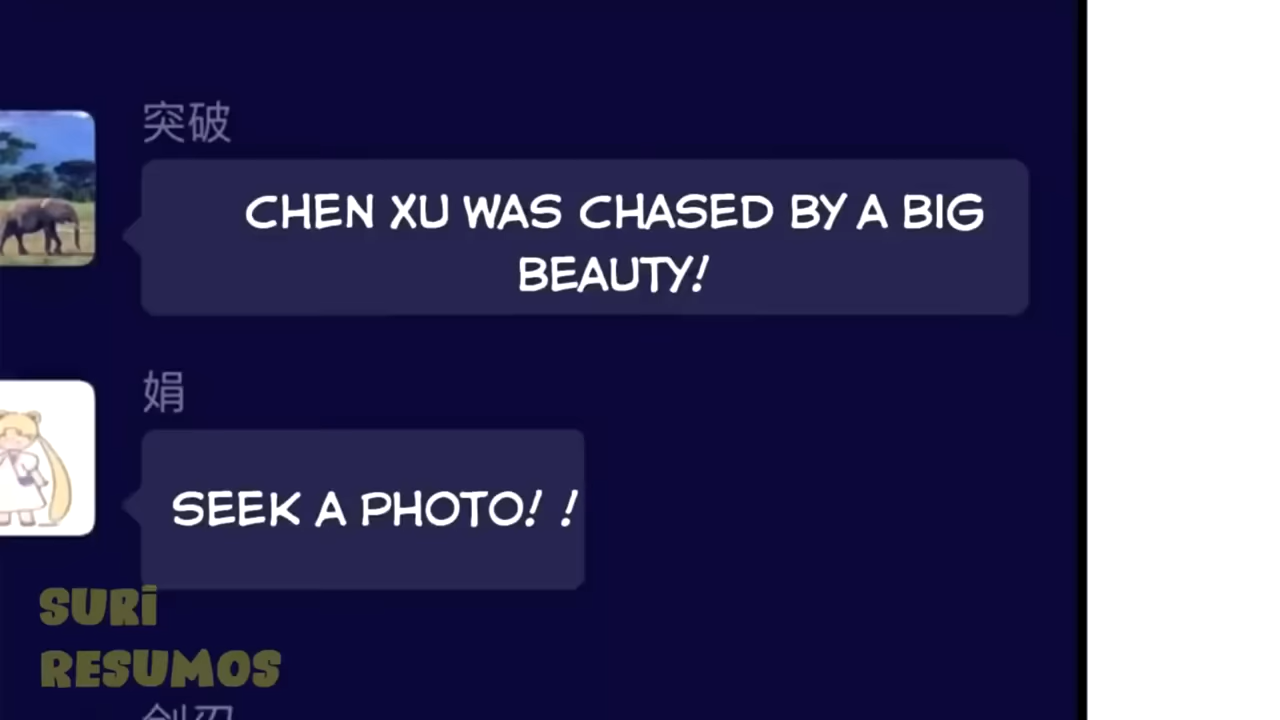 突破
CHEN XU WAS CHASED BY A BIG
BEAUTY!
娟
SEEK A PHOTO! !
SURi
RESUMOS